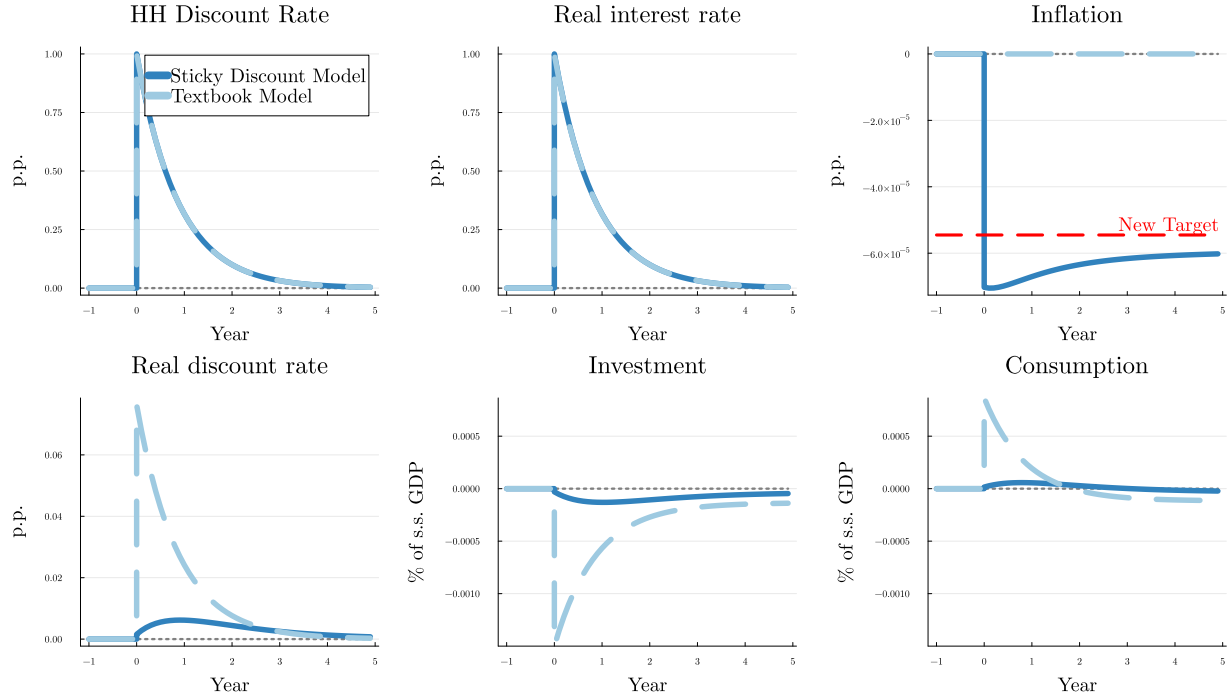 HH Discount Rate
1.00
0.75
0.50
0.25
0.00
p.p.
−1 0 1 2 3 4 5
Year
Sticky Discount Model
Textbook Model
Real interest rate
1.00
0.75
0.50
0.25
0.00
p.p.
−1 0 1 2 3 4 5
Year
Inflation
0
−2.0×10⁻⁵
−4.0×10⁻⁵
−6.0×10⁻⁵
p.p.
New Target
−1 0 1 2 3 4 5
Year
Real discount rate
0.06
0.04
0.02
0.00
p.p.
−1 0 1 2 3 4 5
Year
Investment
0.0005
0.0000
−0.0005
−0.0010
% of s.s. GDP
−1 0 1 2 3 4 5
Year
Consumption
0.0005
0.0000
−0.0005
−0.0010
% of s.s. GDP
−1 0 1 2 3 4 5
Year